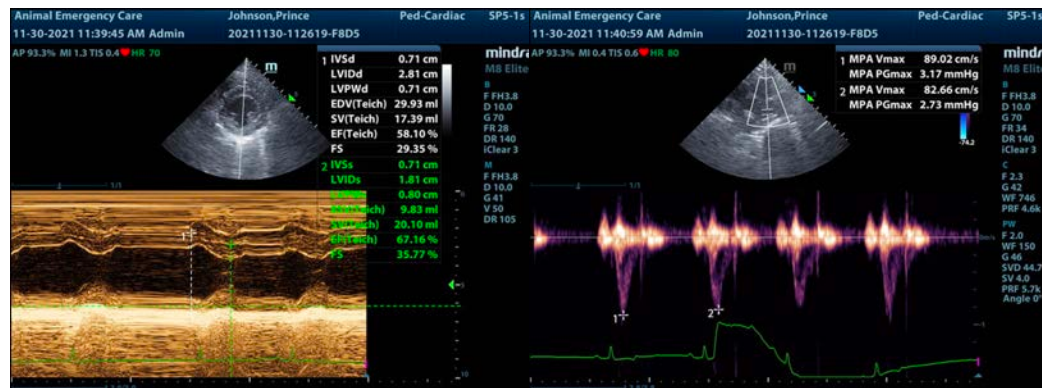 Animal Emergency Care Johnson,Prince Ped-Cardiac SP5-1s
11-30-2021 11:39:45 AM Admin 20211130-112619-F8D5
AP 93.3% MI 1.3 TIS 0.4 HR 70
mindra
M8 Elite
m
1 IVSd 0.71 cm
LVIDd 2.81 cm
LVPWd 0.71 cm
EDV(Teich) 29.93 ml
SV(Teich) 17.39 ml
EF(Teich) 58.10 %
FS 29.35 %
2 IVSs 0.71 cm
LVIDs 1.81 cm
0.80 cm
9.83 ml
20.10 ml
EF(Teich) 67.16 %
FS 35.77 %
B
F FH3.8
D 10.0
G 70
FR 28
DR 140
iClear 3
M
F FH3.8
D 10.0
G 41
V 50
DR 105
1/1
1
Animal Emergency Care Johnson,Prince Ped-Cardiac SP5-1s
11-30-2021 11:40:59 AM Admin 20211130-112619-F8D5
AP 93.3% MI 0.4 TIS 0.6 HR 80
mindra
M8 Elite
m
1 MPA Vmax 89.02 cm/s
MPA PGmax 3.17 mmHg
2 MPA Vmax 82.66 cm/s
MPA PGmax 2.73 mmHg
-74.2
B
F FH3.8
D 10.0
G 70
FR 34
DR 140
iClear 3
C
F 2.3
G 42
WF 746
PRF 4.6k
PW
F 2.0
WF 150
G 46
SVD 44.7
SV 4.0
PRF 5.7k
Angle 0°
1
2